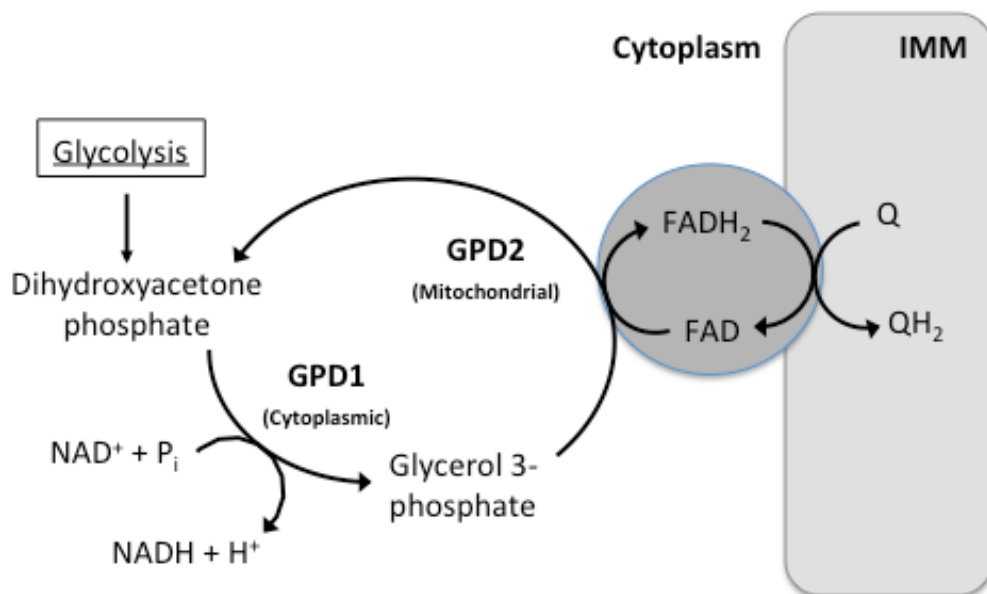 Cytoplasm
IMM
Glycolysis
FADH₂
Q
GPD2
(Mitochondrial)
Dihydroxyacetone
phosphate
FAD
QH₂
GPD1
(Cytoplasmic)
NAD⁺ + Pᵢ
Glycerol 3-
phosphate
NADH + H⁺